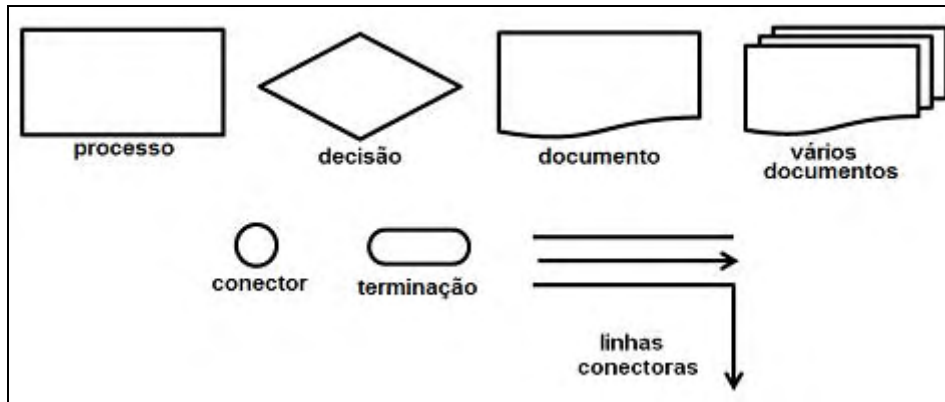 processo
decisão
documento
vários
documentos
conector
terminação
linhas
conectoras